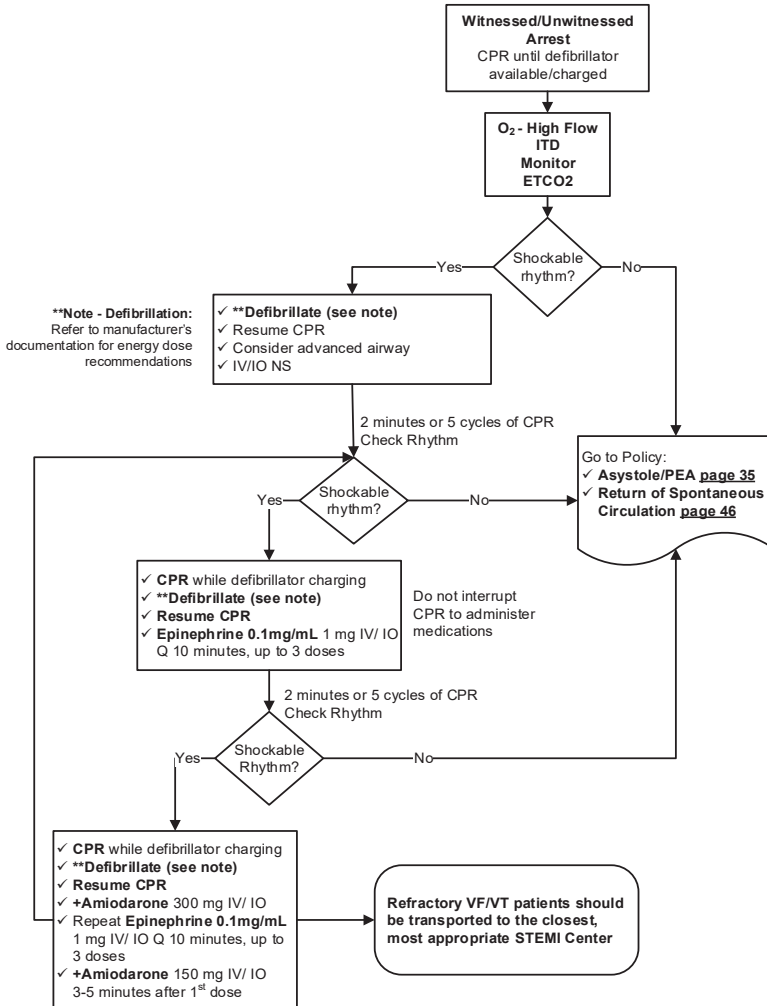 Witnessed/Unwitnessed
Arrest
CPR until defibrillator
available/charged
O₂ - High Flow
ITD
Monitor
ETCO2
Shockable
rhythm?
Yes
No
**Note - Defibrillation:
Refer to manufacturer's
documentation for energy dose
recommendations
✓ **Defibrillate (see note)
✓ Resume CPR
✓ Consider advanced airway
✓ IV/IO NS
2 minutes or 5 cycles of CPR
Check Rhythm
Shockable
rhythm?
Yes
No
Go to Policy:
✓ Asystole/PEA page 35
✓ Return of Spontaneous
Circulation page 46
✓ CPR while defibrillator charging
✓ **Defibrillate (see note)
✓ Resume CPR
✓ Epinephrine 0.1mg/mL 1 mg IV/ IO
Q 10 minutes, up to 3 doses
Do not interrupt
CPR to administer
medications
2 minutes or 5 cycles of CPR
Check Rhythm
Shockable
Rhythm?
Yes
No
✓ CPR while defibrillator charging
✓ **Defibrillate (see note)
✓ Resume CPR
✓ +Amiodarone 300 mg IV/ IO
✓ Repeat Epinephrine 0.1mg/mL
1 mg IV/ IO Q 10 minutes, up to
3 doses
✓ +Amiodarone 150 mg IV/ IO
3-5 minutes after 1st dose
Refractory VF/VT patients should
be transported to the closest,
most appropriate STEMI Center